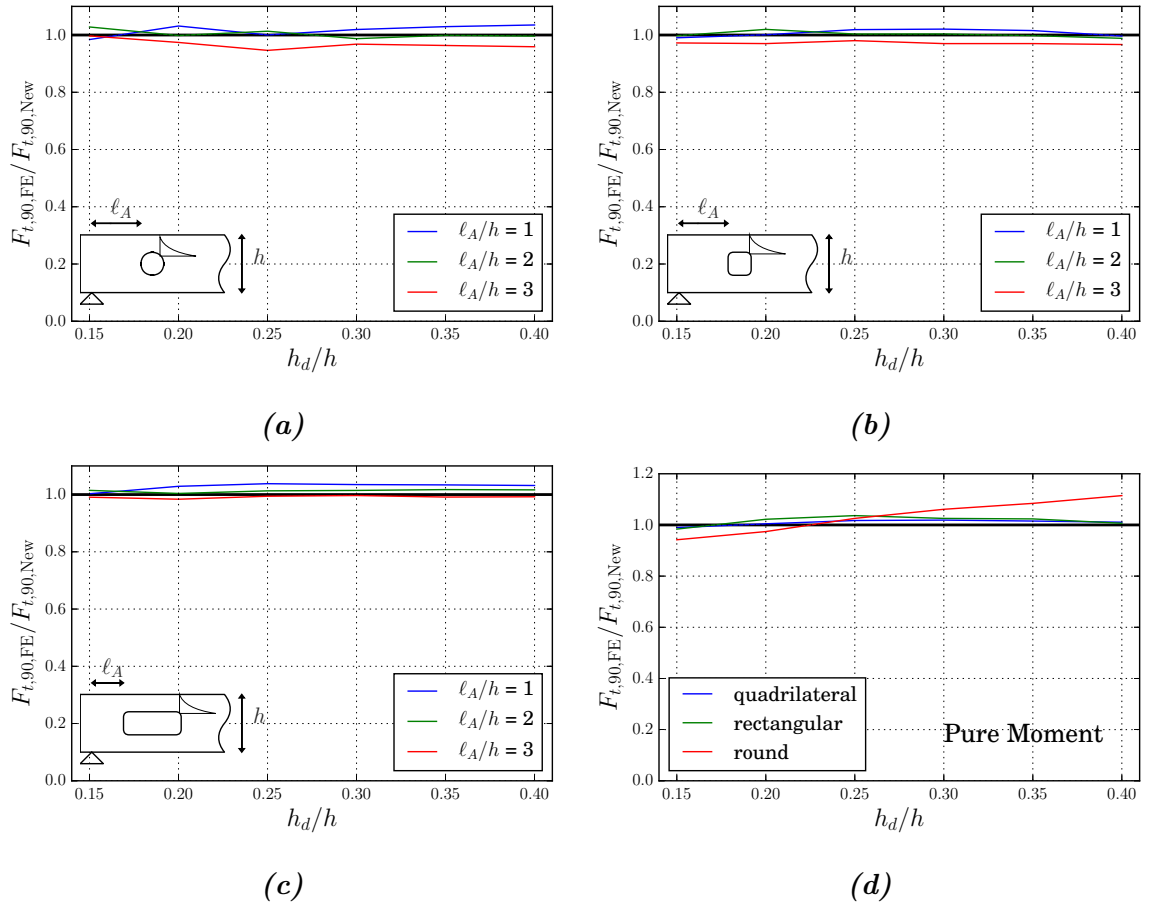 1.0
0.8
0.6
0.4
0.2
0.0
F_{t,90,FE}/F_{t,90,New}
ℓ_A
h
ℓ_A/h = 1
ℓ_A/h = 2
ℓ_A/h = 3
0.15 0.20 0.25 0.30 0.35 0.40
h_d/h
(a)
1.0
0.8
0.6
0.4
0.2
0.0
F_{t,90,FE}/F_{t,90,New}
ℓ_A
h
ℓ_A/h = 1
ℓ_A/h = 2
ℓ_A/h = 3
0.15 0.20 0.25 0.30 0.35 0.40
h_d/h
(b)
1.0
0.8
0.6
0.4
0.2
0.0
F_{t,90,FE}/F_{t,90,New}
ℓ_A
h
ℓ_A/h = 1
ℓ_A/h = 2
ℓ_A/h = 3
0.15 0.20 0.25 0.30 0.35 0.40
h_d/h
(c)
1.2
1.0
0.8
0.6
0.4
0.2
0.0
F_{t,90,FE}/F_{t,90,New}
quadrilateral
rectangular
round
Pure Moment
0.15 0.20 0.25 0.30 0.35 0.40
h_d/h
(d)